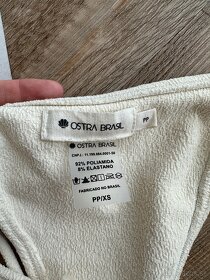 OSTRA BRASIL
PP
OSTRA BRASIL
92% POLIAMIDA
8% ELASTANO
FABRICADO NO BRASIL
PP/XS